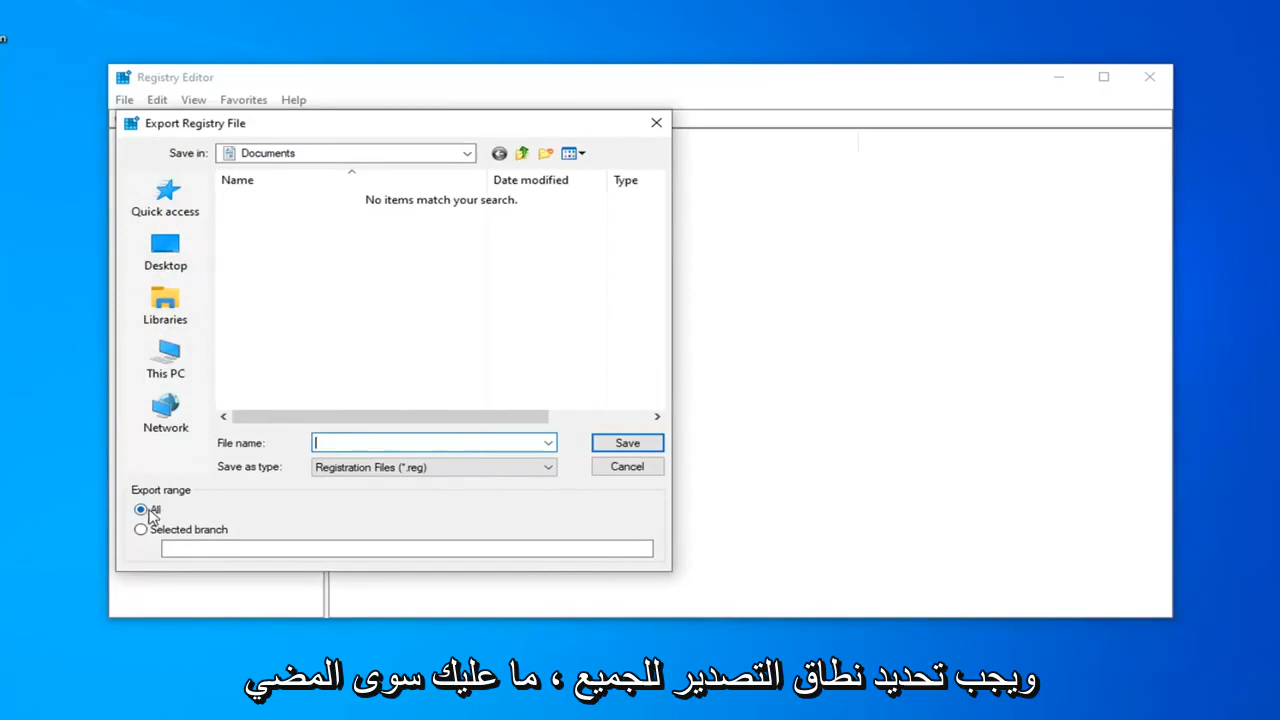 n
Registry Editor
File Edit View Favorites Help
Export Registry File
Save in: Documents
Name Date modified Type
No items match your search.
Quick access
Desktop
Libraries
This PC
Network
File name: Save
Save as type: Registration Files (*.reg) Cancel
Export range
All
Selected branch
ويجب تحديد نطاق التصدير للجميع ، ما عليك سوى المضي